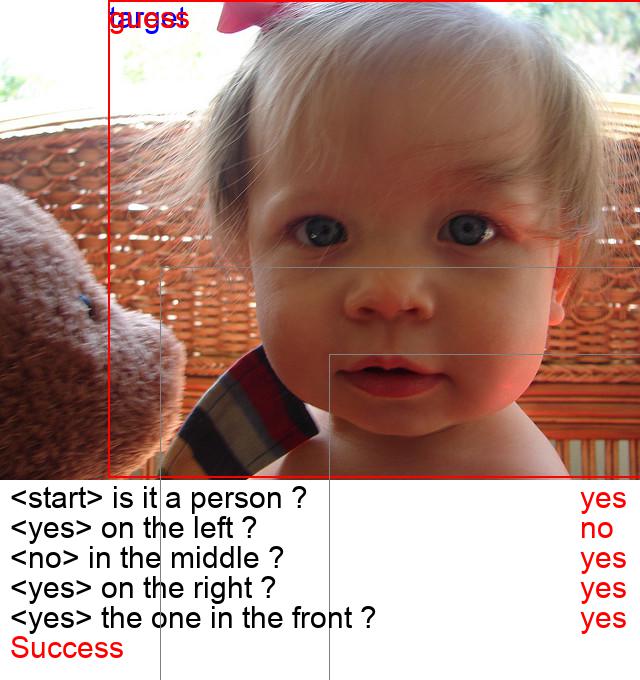 target
guess
<start> is it a person ? yes
<yes> on the left ? no
<no> in the middle ? yes
<yes> on the right ? yes
<yes> the one in the front ? yes
Success